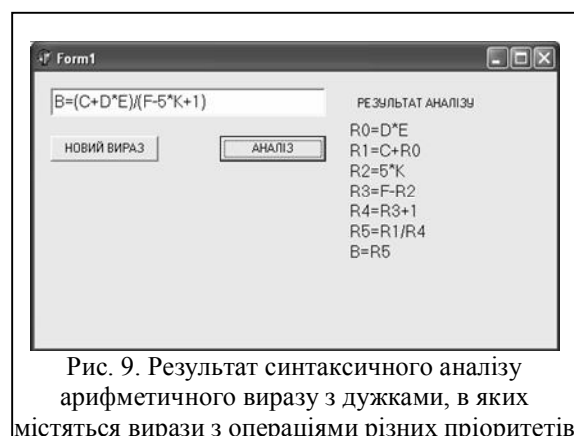 Form1
B=(C+D*E)/(F-5*K+1)
НОВИЙ ВИРАЗ
АНАЛІЗ
РЕЗУЛЬТАТ АНАЛІЗУ
R0=D*E
R1=C+R0
R2=5*K
R3=F-R2
R4=R3+1
R5=R1/R4
B=R5
Рис. 9. Результат синтаксичного аналізу
арифметичного виразу з дужками, в яких
містяться вирази з операціями різних пріоритетів